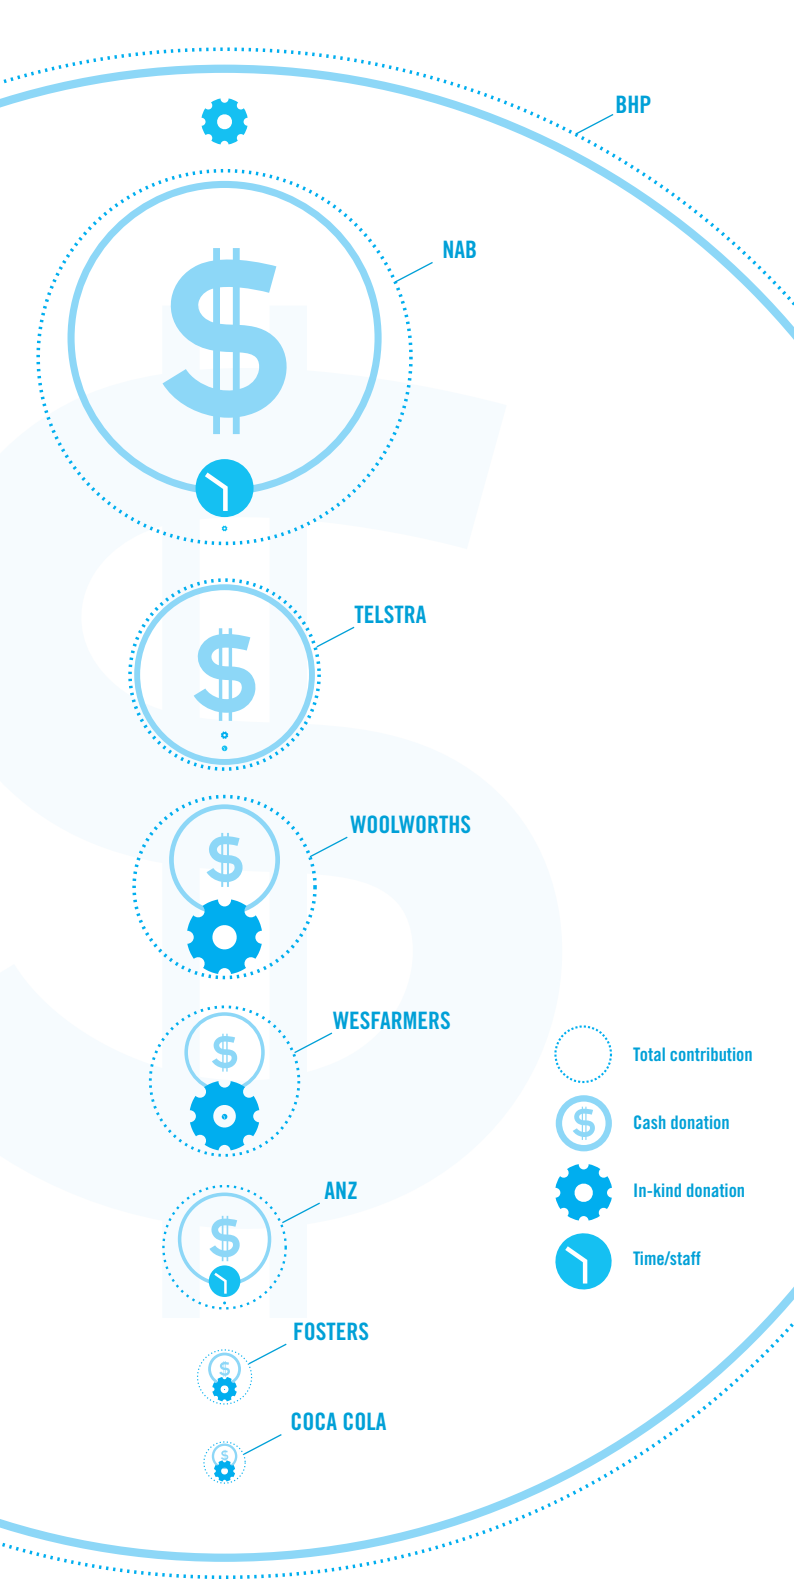 BHP
NAB
TELSTRA
WOOLWORTHS
WESFARMERS
Total contribution
$ Cash donation
In-kind donation
ANZ
Time/staff
FOSTERS
COCA COLA